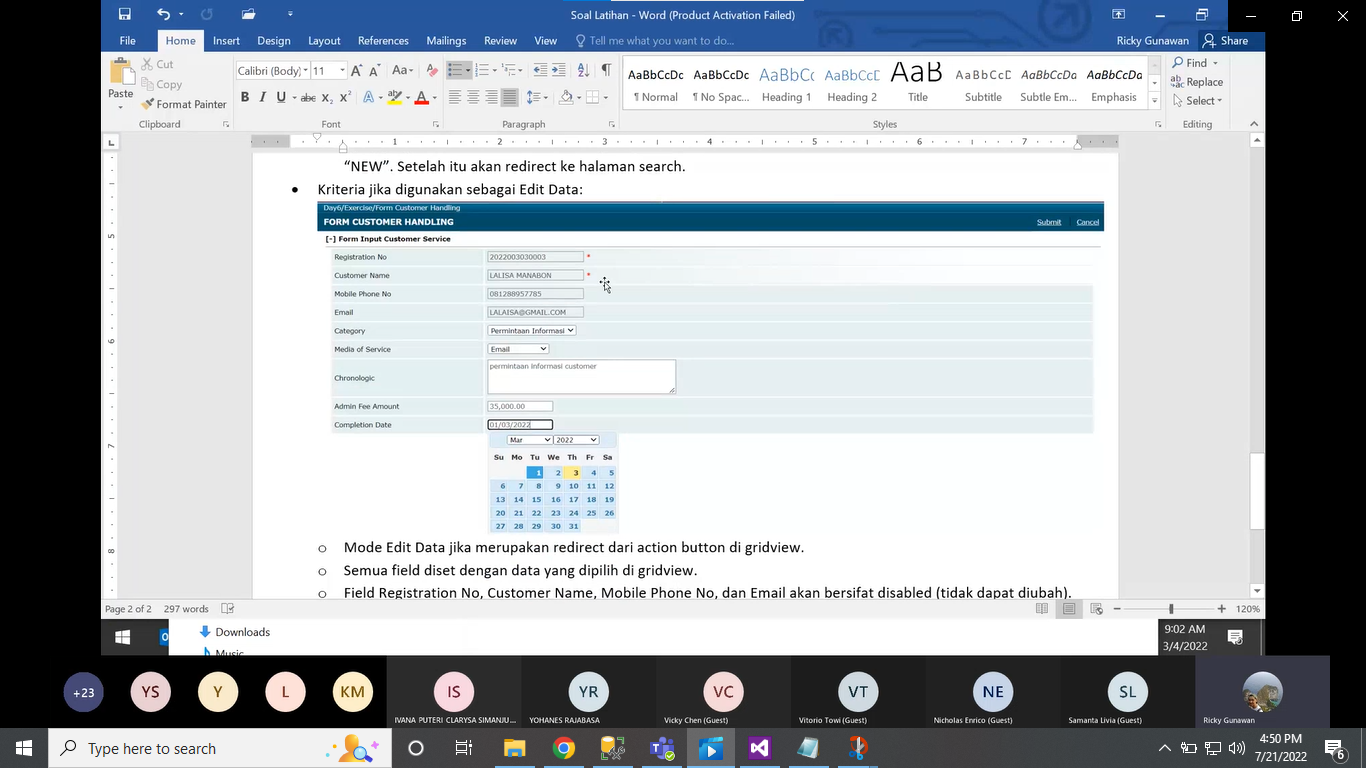 Soal Latihan - Word (Product Activation Failed)
File Home Insert Design Layout References Mailings Review View Tell me what you want to do... Ricky Gunawan Share
Paste Cut Copy Format Painter
Calibri (Body) 11
AaBbCcDc AaBbCcDc AaBbCc AaBbCcD AaB AaBbCcD AaBbCcDa AaBbCcDa
¶ Normal ¶ No Spac... Heading 1 Heading 2 Title Subtitle Subtle Em... Emphasis
Find Replace Select
Clipboard Font Paragraph Styles Editing
1 2 3 4 5 6 7
“NEW”. Setelah itu akan redirect ke halaman search.
• Kriteria jika digunakan sebagai Edit Data:
Day6/Exercise/Form Customer Handling
FORM CUSTOMER HANDLING Submit Cancel
[-] Form Input Customer Service
Registration No 2022003030003 *
Customer Name LALISA MANABON *
Mobile Phone No 081288957785
Email LALAISA@GMAIL.COM
Category Permintaan Informasi
Media of Service Email
Chronologic permintaan informasi customer
Admin Fee Amount 35,000.00
Completion Date 01/03/2022
Mar 2022
Su Mo Tu We Th Fr Sa
1 2 3 4 5
6 7 8 9 10 11 12
13 14 15 16 17 18 19
20 21 22 23 24 25 26
27 28 29 30 31
o Mode Edit Data jika merupakan redirect dari action button di gridview.
o Semua field diset dengan data yang dipilih di gridview.
o Field Registration No, Customer Name, Mobile Phone No, dan Email akan bersifat disabled (tidak dapat diubah).
Page 2 of 2 297 words 120%
Downloads
Music
9:02 AM
3/4/2022
+23 YS Y L KM IS YR VC VT NE SL
IVANA PUTERI CLARYSA SIMANJU... YOHANES RAJABASA Vicky Chen (Guest) Vitorio Towi (Guest) Nicholas Enrico (Guest) Samanta Livia (Guest) Ricky Gunawan
Type here to search
4:50 PM
7/21/2022
6